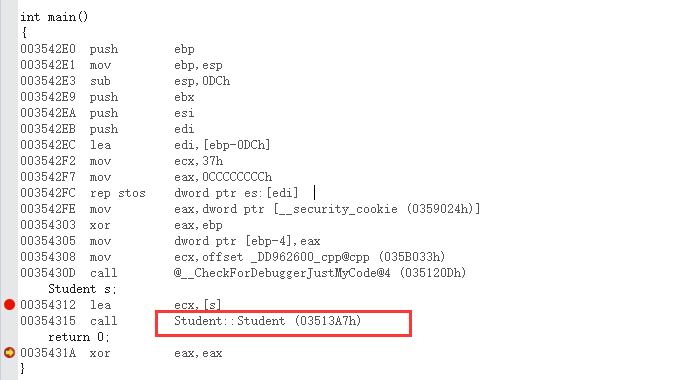 int main()
{
003542E0 push ebp
003542E1 mov ebp,esp
003542E3 sub esp,0DCh
003542E9 push ebx
003542EA push esi
003542EB push edi
003542EC lea edi,[ebp-0DCh]
003542F2 mov ecx,37h
003542F7 mov eax,0CCCCCCCCh
003542FC rep stos dword ptr es:[edi]
003542FE mov eax,dword ptr [__security_cookie (0359024h)]
00354303 xor eax,ebp
00354305 mov dword ptr [ebp-4],eax
00354308 mov ecx,offset _DD962600_cpp@cpp (035B033h)
0035430D call @__CheckForDebuggerJustMyCode@4 (035120Dh)
Student s;
00354312 lea ecx,[s]
00354315 call Student::Student (03513A7h)
return 0;
0035431A xor eax,eax
}